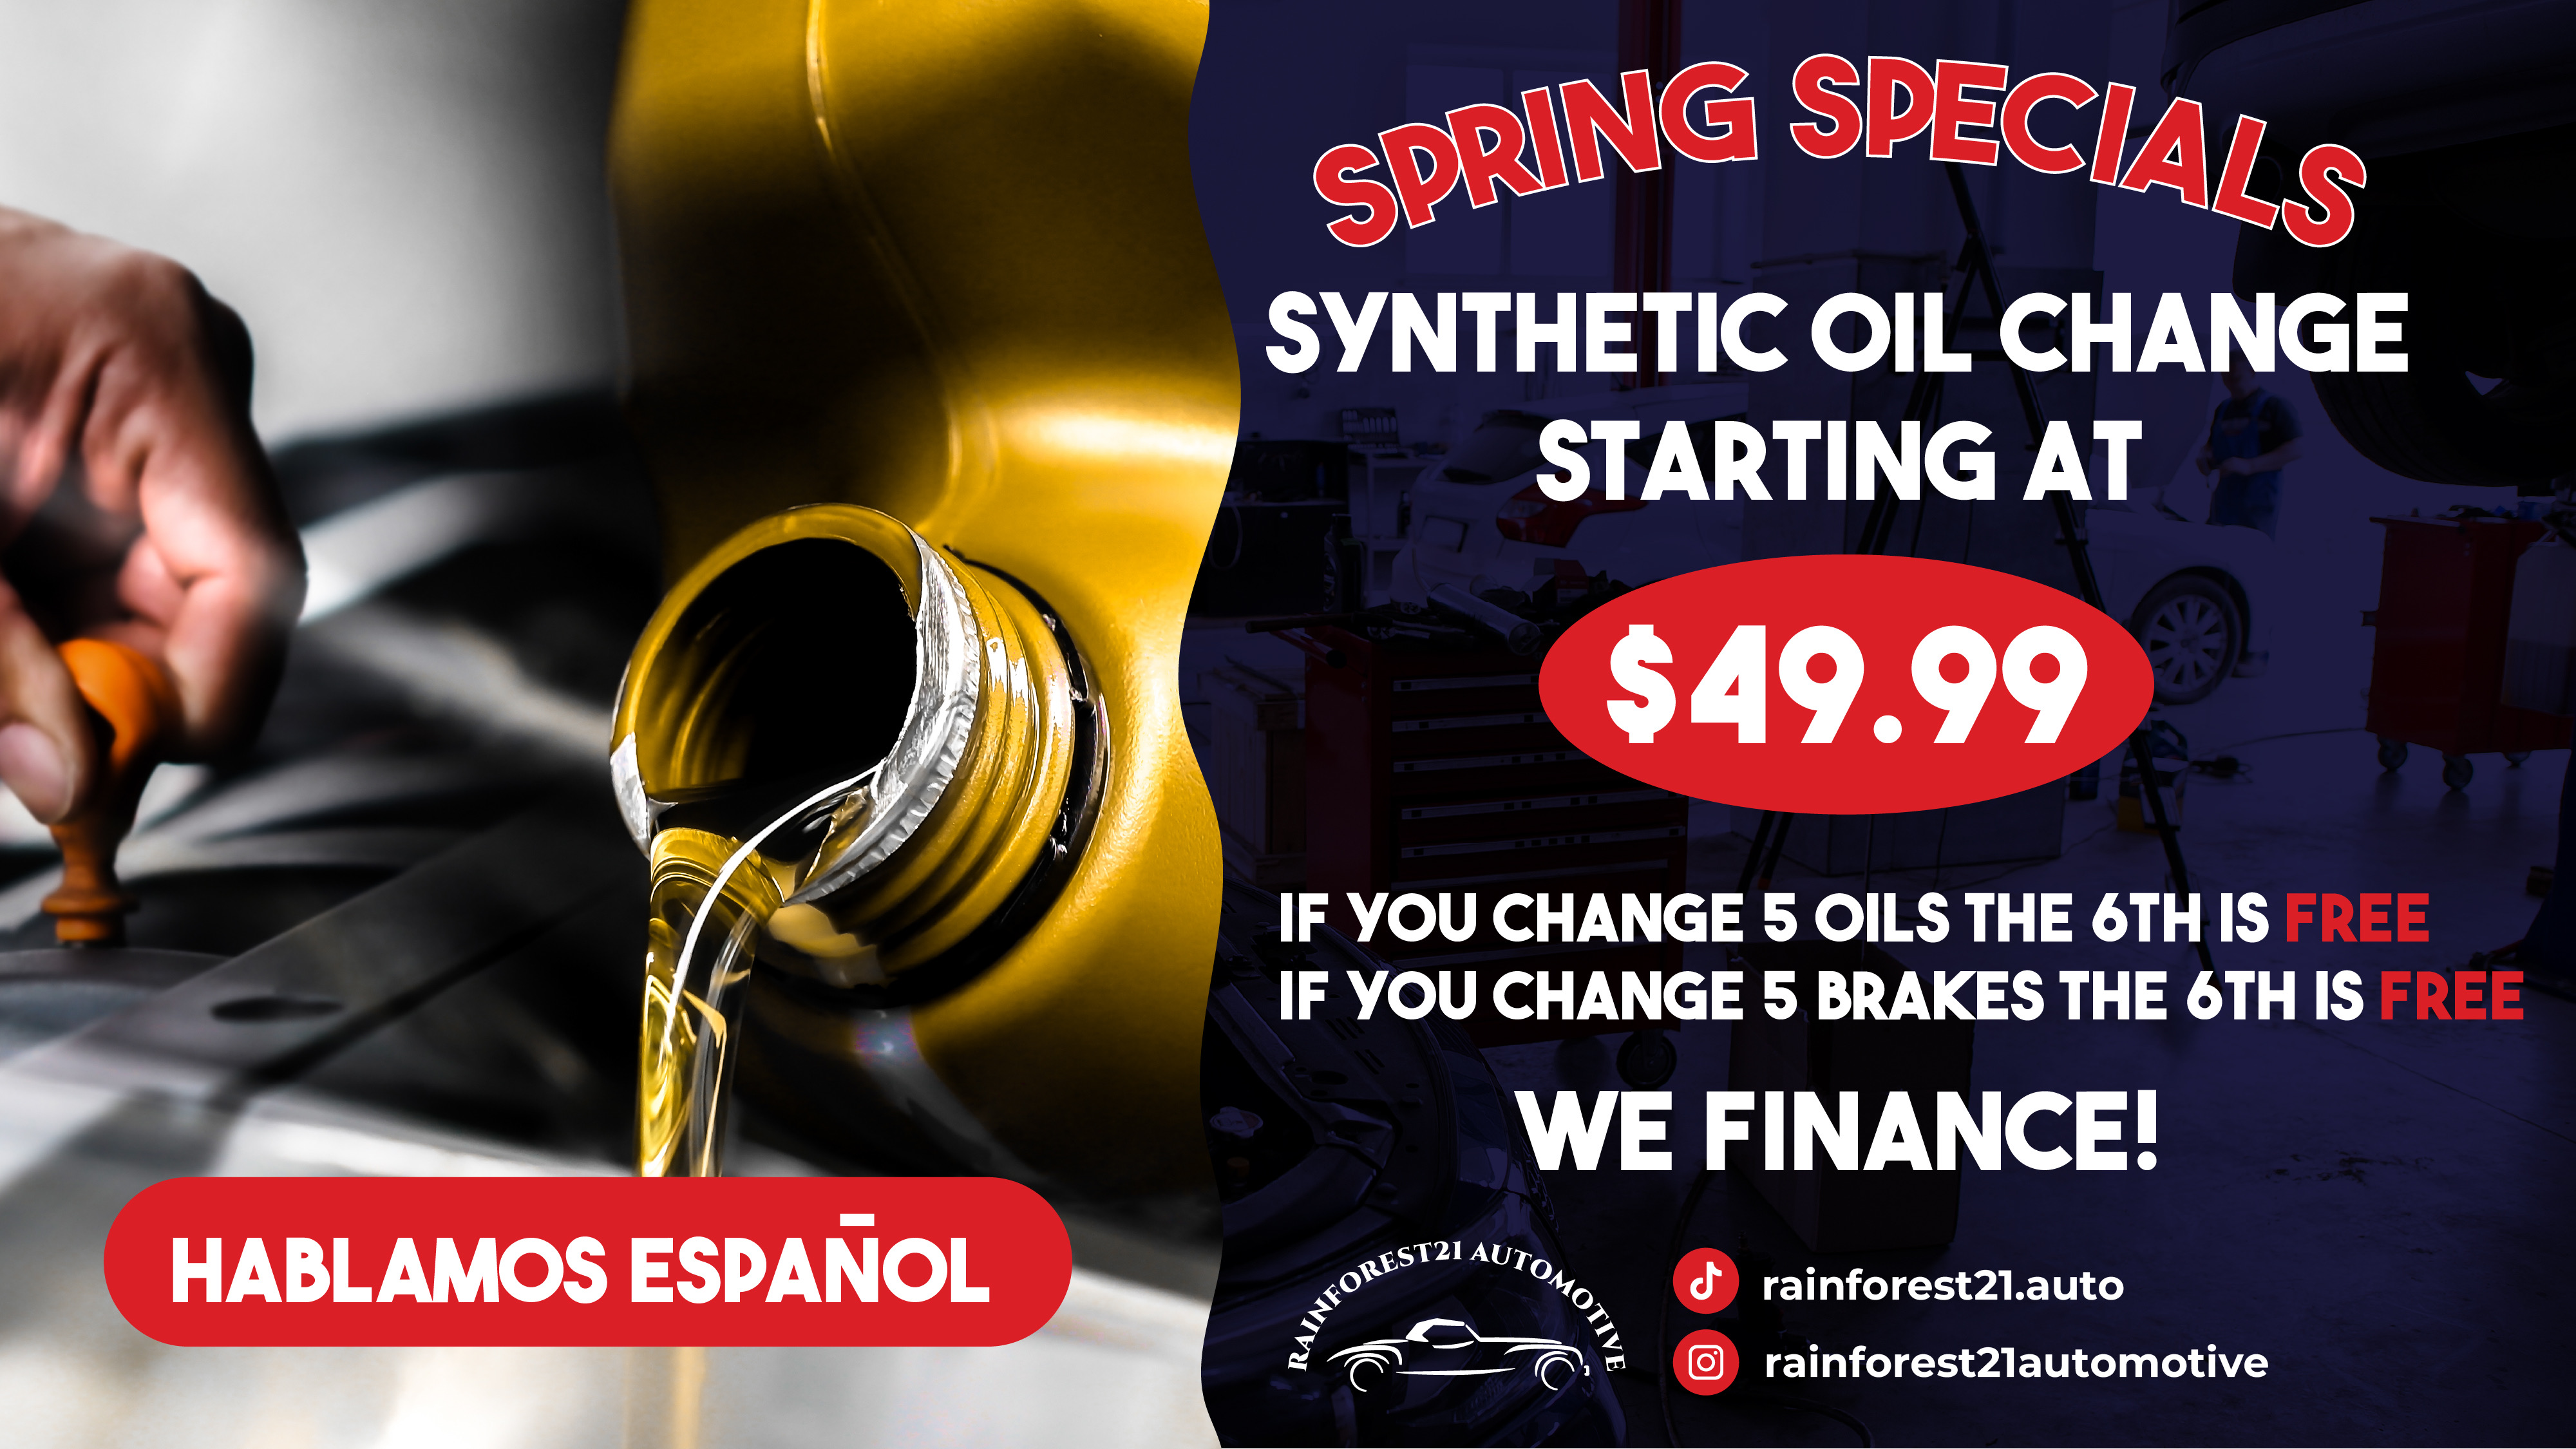 SPRING SPECIALS
SYNTHETIC OIL CHANGE
STARTING AT
$49.99
IF YOU CHANGE 5 OILS THE 6TH IS FREE
IF YOU CHANGE 5 BRAKES THE 6TH IS FREE
WE FINANCE!
HABLAMOS ESPAÑOL
RAINFOREST21 AUTOMOTIVE
rainforest21.auto
rainforest21automotive